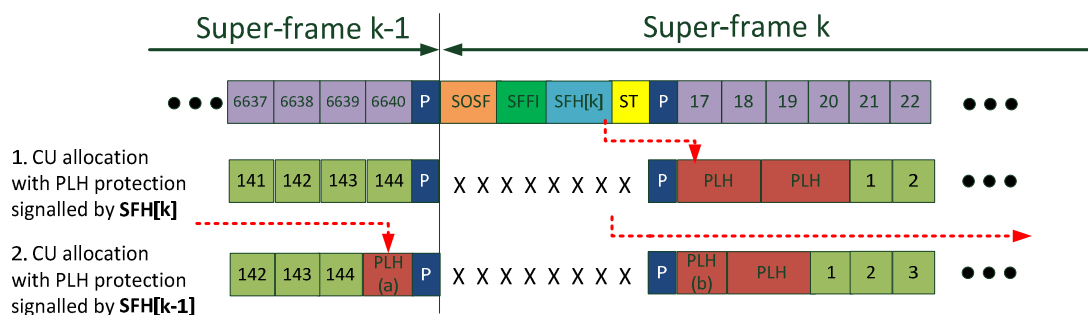 Super-frame k-1 Super-frame k
6637 6638 6639 6640 P SOSF SFFI SFH[k] ST P 17 18 19 20 21 22
1. CU allocation
with PLH protection
signalled by SFH[k]
141 142 143 144 P X X X X X X X X P PLH PLH 1 2
2. CU allocation
with PLH protection
signalled by SFH[k-1]
142 143 144 PLH (a) P X X X X X X X X P PLH (b) PLH 1 2 3